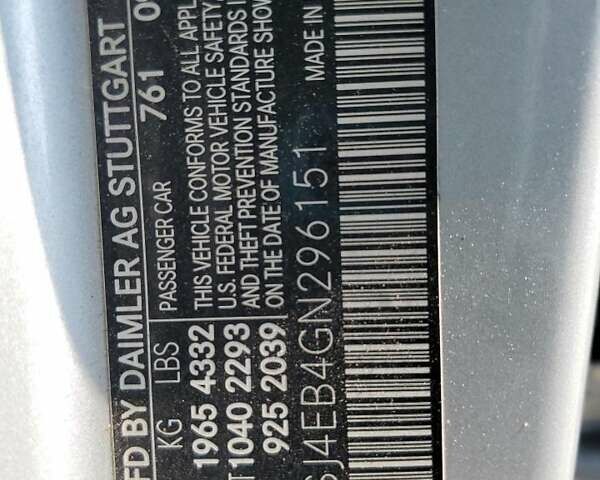 FD BY DAIMLER AG STUTTGART
761
KG LBS PASSENGER CAR
1965 4332 THIS VEHICLE CONFORMS TO ALL APPL
1040 2293 U.S. FEDERAL MOTOR VEHICLE SAFETY
925 2039 AND THEFT PREVENTION STANDARDS I
ON THE DATE OF MANUFACTURE SHOW
SJ4EB4GN296151 MADE IN